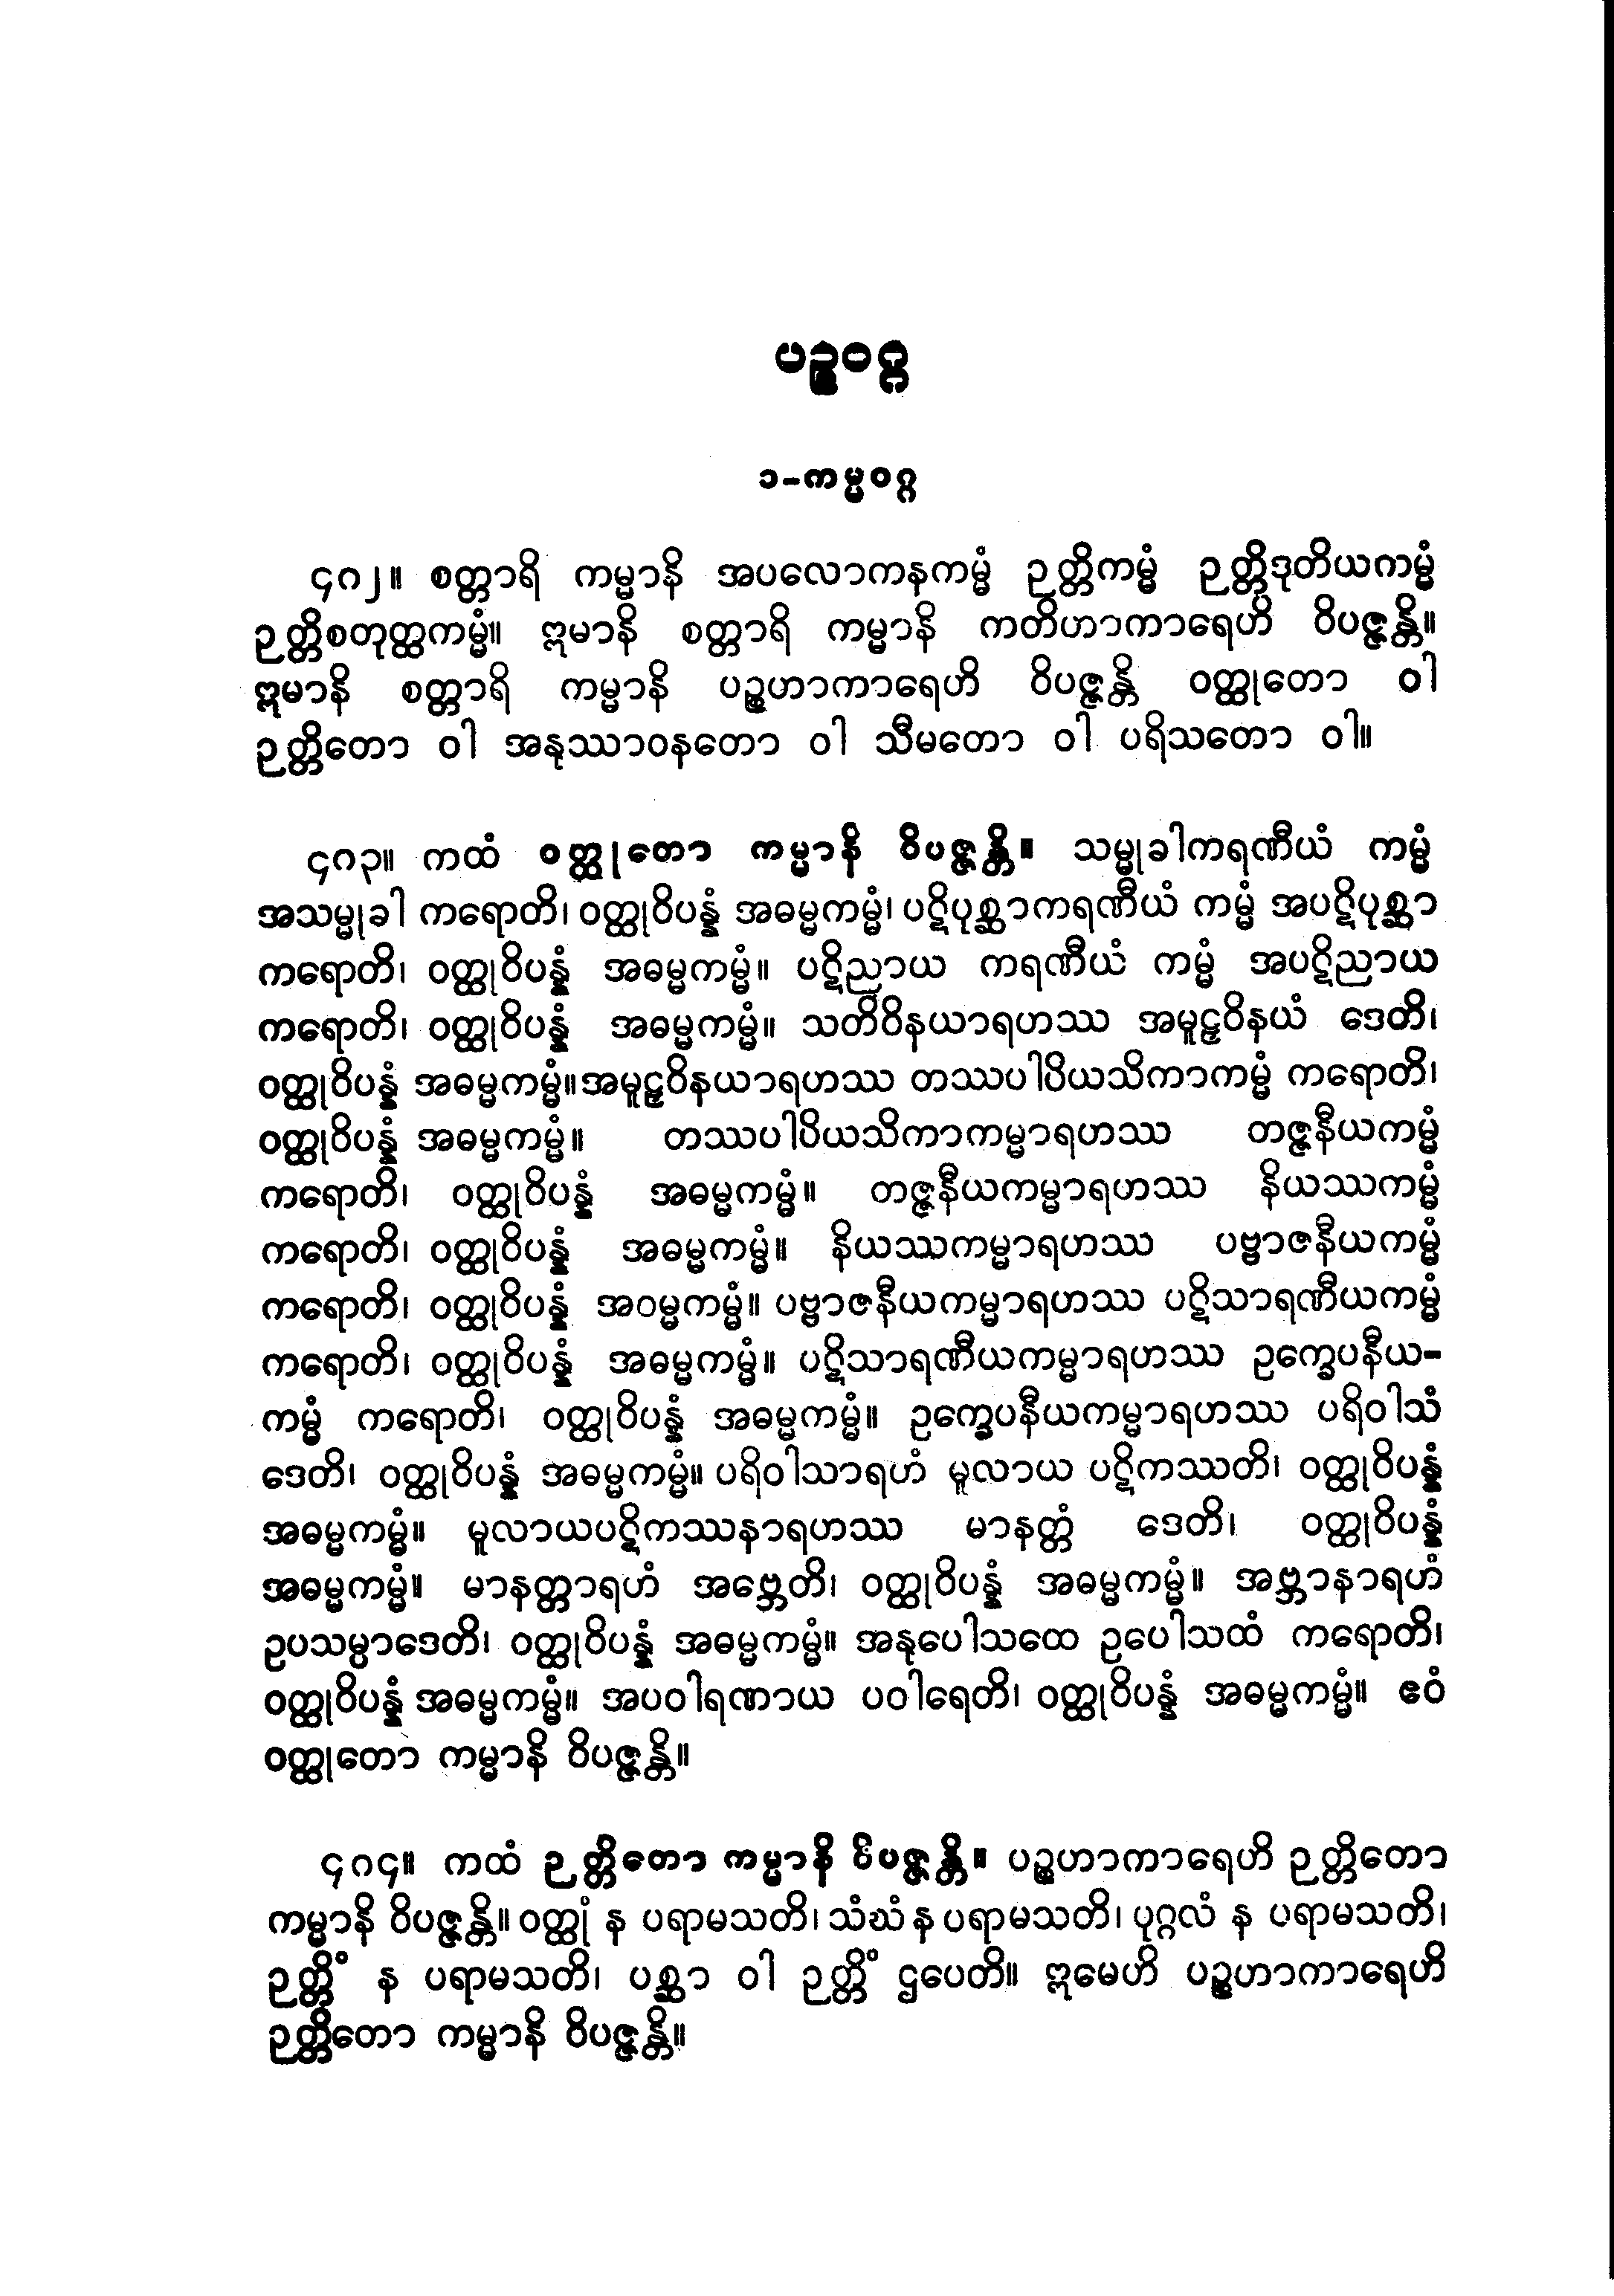 ပဉ္စဝဂ္ဂ
၁-ကမ္မဝဂ္ဂ
၄၈၂။ စတ္တာရိ ကမ္မာနိ အပလောကနကမ္မံ ဉတ္တိကမ္မံ ဉတ္တိဒုတိယကမ္မံ
ဉတ္တိစတုတ္ထကမ္မံ။ ဣမာနိ စတ္တာရိ ကမ္မာနိ ကတိဟာကာရေဟိ ဝိပဇ္ဇန္တိ။
ဣမာနိ စတ္တာရိ ကမ္မာနိ ပဉ္စဟာကာရေဟိ ဝိပဇ္ဇန္တိ ဝတ္ထုတော ဝါ
ဉတ္တိတော ဝါ အနုဿာဝနတော ဝါ သီမတော ဝါ ပရိသတော ဝါ။
၄၈၃။ ကထံ ဝတ္ထုတော ကမ္မာနိ ဝိပဇ္ဇန္တိ။ သမ္မုခါကရဏီယံ ကမ္မံ
အသမ္မုခါ ကရောတိ၊ ဝတ္ထုဝိပန္နံ အဓမ္မကမ္မံ၊ ပဋိပုစ္ဆာကရဏီယံ ကမ္မံ အပဋိပုစ္ဆာ
ကရောတိ၊ ဝတ္ထုဝိပန္နံ အဓမ္မကမ္မံ။ ပဋိညာယ ကရဏီယံ ကမ္မံ အပဋိညာယ
ကရောတိ၊ ဝတ္ထုဝိပန္နံ အဓမ္မကမ္မံ။ သတိဝိနယာရဟဿ အမူဠှဝိနယံ ဒေတိ၊
ဝတ္ထုဝိပန္နံ အဓမ္မကမ္မံ။အမူဠှဝိနယာရဟဿ တဿပါပိယသိကာကမ္မံ ကရောတိ၊
ဝတ္ထုဝိပန္နံ အဓမ္မကမ္မံ။ တဿပါပိယသိကာကမ္မာရဟဿ တဇ္ဇနီယကမ္မံ
ကရောတိ၊ ဝတ္ထုဝိပန္နံ အဓမ္မကမ္မံ။ တဇ္ဇနီယကမ္မာရဟဿ နိယဿကမ္မံ
ကရောတိ၊ ဝတ္ထုဝိပန္နံ အဓမ္မကမ္မံ။ နိယဿကမ္မာရဟဿ ပဗ္ဗာဇနီယကမ္မံ
ကရောတိ၊ ဝတ္ထုဝိပန္နံ အဝမ္မကမ္မံ။ ပဗ္ဗာဇနီယကမ္မာရဟဿ ပဋိသာရဏီယကမ္မံ
ကရောတိ၊ ဝတ္ထုဝိပန္နံ အဓမ္မကမ္မံ။ ပဋိသာရဏီယကမ္မာရဟဿ ဥက္ခေပနီယ-
ကမ္မံ ကရောတိ၊ ဝတ္ထုဝိပန္နံ အဓမ္မကမ္မံ။ ဥက္ခေပနီယကမ္မာရဟဿ ပရိဝါသံ
ဒေတိ၊ ဝတ္ထုဝိပန္နံ အဓမ္မကမ္မံ။ ပရိဝါသာရဟံ မူလာယ ပဋိကဿတိ၊ ဝတ္ထုဝိပန္နံ
အဓမ္မကမ္မံ။ မူလာယပဋိကဿနာရဟဿ မာနတ္တံ ဒေတိ၊ ဝတ္ထုဝိပန္နံ
အဓမ္မကမ္မံ။ မာနတ္တာရဟံ အဗ္ဘေတိ၊ ဝတ္ထုဝိပန္နံ အဓမ္မကမ္မံ။ အဗ္ဘာနာရဟံ
ဥပသမ္ပာဒေတိ၊ ဝတ္ထုဝိပန္နံ အဓမ္မကမ္မံ။ အနုပေါသထေ ဥပေါသထံ ကရောတိ၊
ဝတ္ထုဝိပန္နံ အဓမ္မကမ္မံ။ အပဝါရဏာယ ပဝါရေတိ၊ ဝတ္ထုဝိပန္နံ အဓမ္မကမ္မံ။ ဧဝံ
ဝတ္ထုတော ကမ္မာနိ ဝိပဇ္ဇန္တိ။
၄၈၄။ ကထံ ဉတ္တိတော ကမ္မာနိ ဝိပဇ္ဇန္တိ။ ပဉ္စဟာကာရေဟိ ဉတ္တိတော
ကမ္မာနိ ဝိပဇ္ဇန္တိ။ ဝတ္ထုံ န ပရာမသတိ၊ သံဃံ န ပရာမသတိ၊ ပုဂ္ဂလံ န ပရာမသတိ၊
ဉတ္တိံ န ပရာမသတိ၊ ပစ္ဆာ ဝါ ဉတ္တိံ ဌပေတိ။ ဣမေဟိ ပဉ္စဟာကာရေဟိ
ဉတ္တိတော ကမ္မာနိ ဝိပဇ္ဇန္တိ။